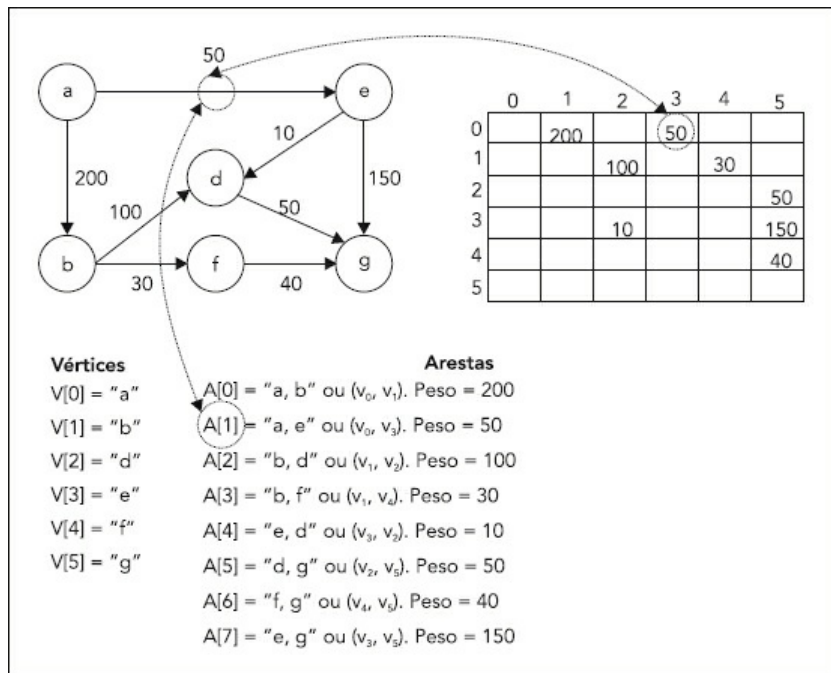 50
a
e
10
200
d
150
100
50
b
f
g
30
40
0 1 2 3 4 5
0 200 50
1 100 30
2 50
3 10 150
4 40
5
Vértices
V[0] = "a"
V[1] = "b"
V[2] = "d"
V[3] = "e"
V[4] = "f"
V[5] = "g"
Arestas
A[0] = "a, b" ou (v₀, v₁). Peso = 200
A[1] = "a, e" ou (v₀, v₃). Peso = 50
A[2] = "b, d" ou (v₁, v₂). Peso = 100
A[3] = "b, f" ou (v₁, v₄). Peso = 30
A[4] = "e, d" ou (v₃, v₂). Peso = 10
A[5] = "d, g" ou (v₂, v₅). Peso = 50
A[6] = "f, g" ou (v₄, v₅). Peso = 40
A[7] = "e, g" ou (v₃, v₅). Peso = 150